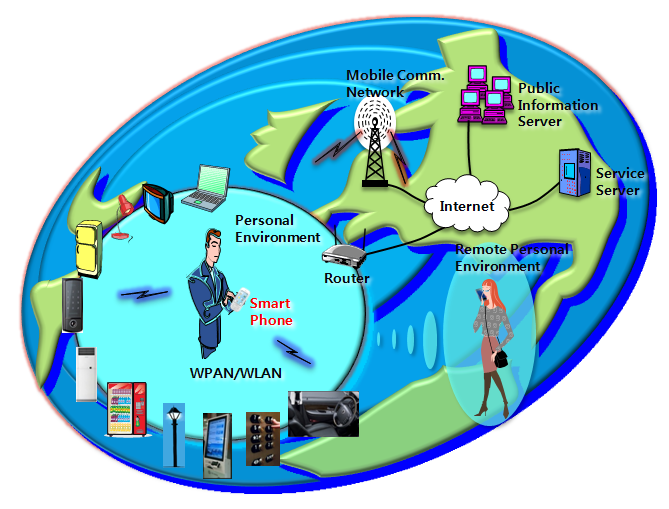 Mobile Comm.
Network
Public
Information
Server
Service
Server
Internet
Personal
Environment
Remote Personal
Environment
Router
Smart
Phone
WPAN/WLAN